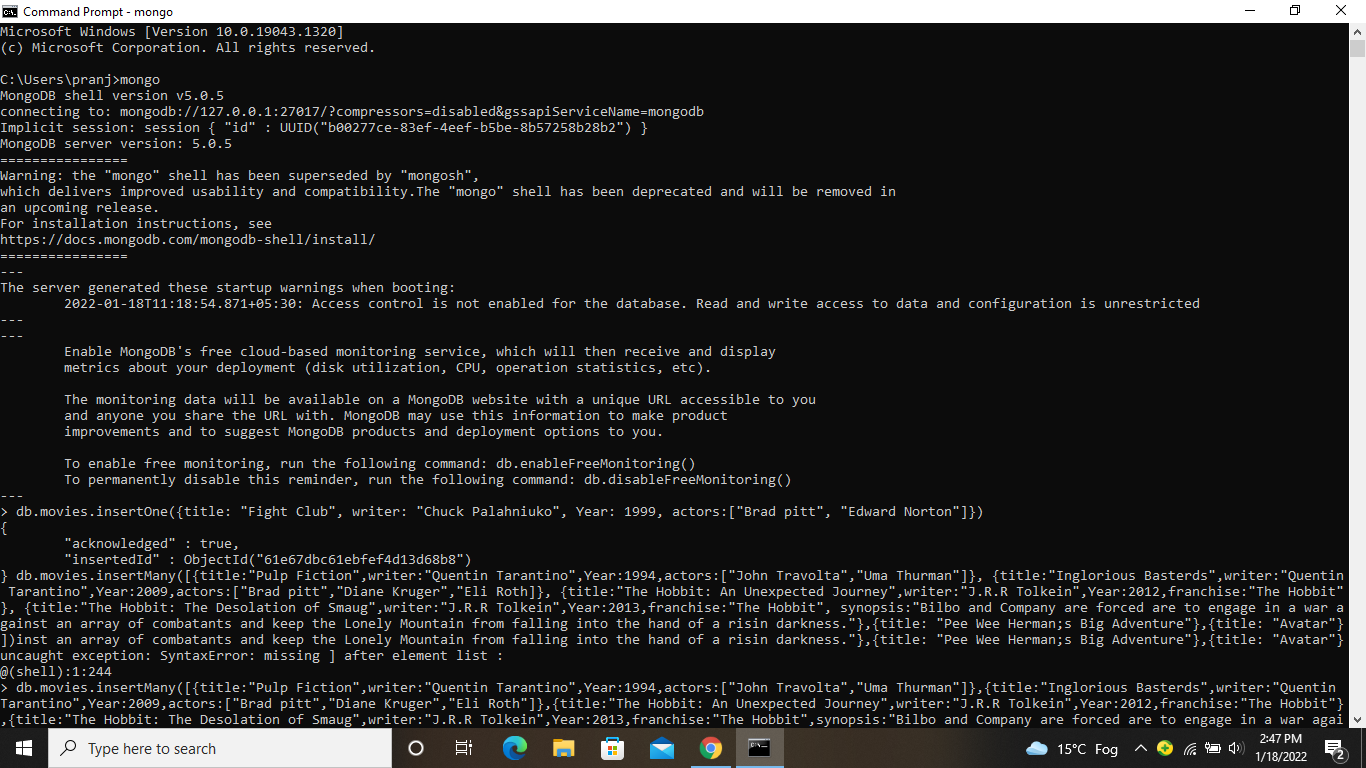 Command Prompt - mongo
Microsoft Windows [Version 10.0.19043.1320]
(c) Microsoft Corporation. All rights reserved.
C:\Users\pranj>mongo
MongoDB shell version v5.0.5
connecting to: mongodb://127.0.0.1:27017/?compressors=disabled&gssapiServiceName=mongodb
Implicit session: session { "id" : UUID("b00277ce-83ef-4eef-b5be-8b57258b28b2") }
MongoDB server version: 5.0.5
================
Warning: the "mongo" shell has been superseded by "mongosh",
which delivers improved usability and compatibility.The "mongo" shell has been deprecated and will be removed in
an upcoming release.
For installation instructions, see
https://docs.mongodb.com/mongodb-shell/install/
================
---
The server generated these startup warnings when booting:
2022-01-18T11:18:54.871+05:30: Access control is not enabled for the database. Read and write access to data and configuration is unrestricted
---
---
Enable MongoDB's free cloud-based monitoring service, which will then receive and display
metrics about your deployment (disk utilization, CPU, operation statistics, etc).
The monitoring data will be available on a MongoDB website with a unique URL accessible to you
and anyone you share the URL with. MongoDB may use this information to make product
improvements and to suggest MongoDB products and deployment options to you.
To enable free monitoring, run the following command: db.enableFreeMonitoring()
To permanently disable this reminder, run the following command: db.disableFreeMonitoring()
---
> db.movies.insertOne({title: "Fight Club", writer: "Chuck Palahniuko", Year: 1999, actors:["Brad pitt", "Edward Norton"]})
{
"acknowledged" : true,
"insertedId" : ObjectId("61e67dbc61ebfef4d13d68b8")
} db.movies.insertMany([{title:"Pulp Fiction",writer:"Quentin Tarantino",Year:1994,actors:["John Travolta","Uma Thurman"]}, {title:"Inglorious Basterds",writer:"Quentin
Tarantino",Year:2009,actors:["Brad pitt","Diane Kruger","Eli Roth"]}, {title:"The Hobbit: An Unexpected Journey",writer:"J.R.R Tolkein",Year:2012,franchise:"The Hobbit"
}, {title:"The Hobbit: The Desolation of Smaug",writer:"J.R.R Tolkein",Year:2013,franchise:"The Hobbit", synopsis:"Bilbo and Company are forced are to engage in a war a
gainst an array of combatants and keep the Lonely Mountain from falling into the hand of a risin darkness."},{title: "Pee Wee Herman;s Big Adventure"},{title: "Avatar"}
])inst an array of combatants and keep the Lonely Mountain from falling into the hand of a risin darkness."},{title: "Pee Wee Herman;s Big Adventure"},{title: "Avatar"}
uncaught exception: SyntaxError: missing ] after element list :
@(shell):1:244
> db.movies.insertMany([{title:"Pulp Fiction",writer:"Quentin Tarantino",Year:1994,actors:["John Travolta","Uma Thurman"]},{title:"Inglorious Basterds",writer:"Quentin
Tarantino",Year:2009,actors:["Brad pitt","Diane Kruger","Eli Roth"]},{title:"The Hobbit: An Unexpected Journey",writer:"J.R.R Tolkein",Year:2012,franchise:"The Hobbit"}
,{title:"The Hobbit: The Desolation of Smaug",writer:"J.R.R Tolkein",Year:2013,franchise:"The Hobbit",synopsis:"Bilbo and Company are forced are to engage in a war agai
Type here to search
15°C Fog
2:47 PM
1/18/2022
2